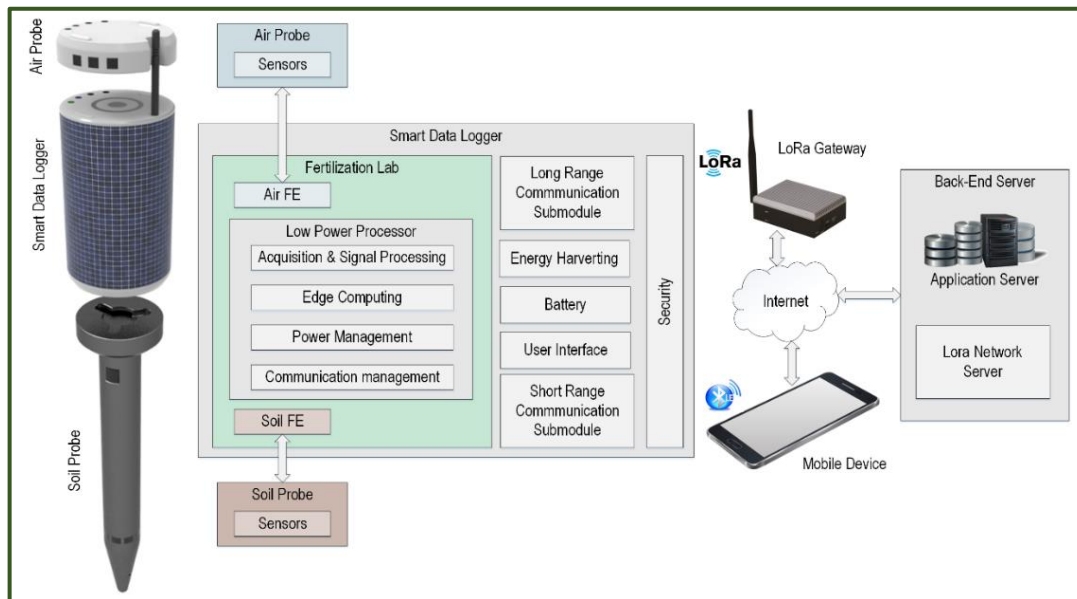 Air Probe
Smart Data Logger
Soil Probe
Air Probe
Sensors
Smart Data Logger
Fertilization Lab
Air FE
Low Power Processor
Acquisition & Signal Processing
Edge Computing
Power Management
Communication management
Soil FE
Long Range
Commmunication
Submodule
Energy Harverting
Battery
User Interface
Short Range
Commmunication
Submodule
Security
Soil Probe
Sensors
LoRa
LoRa Gateway
Internet
Mobile Device
Back-End Server
Application Server
Lora Network
Server